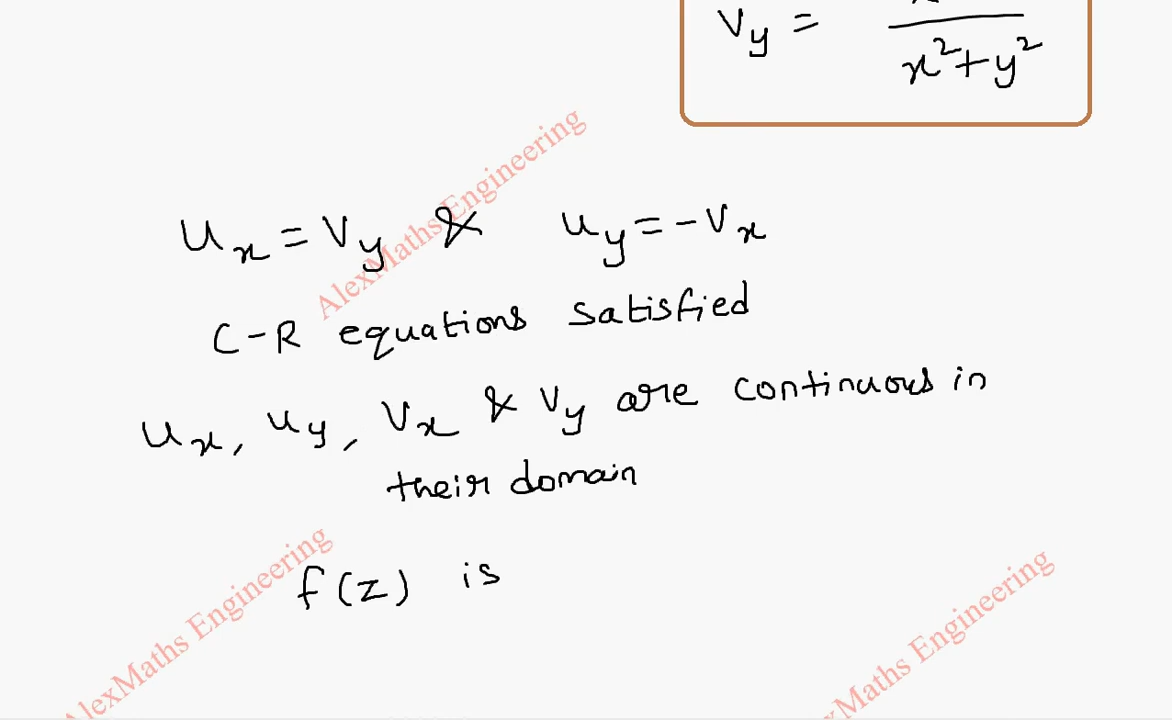 Vy = x / x²+y²
AlexMaths Engineering
Ux = Vy & uy = -Vx
C-R equations satisfied
Ux, uy, Vx & Vy are continuous in
their domain
f(z) is
AlexMaths Engineering
AlexMaths Engineering